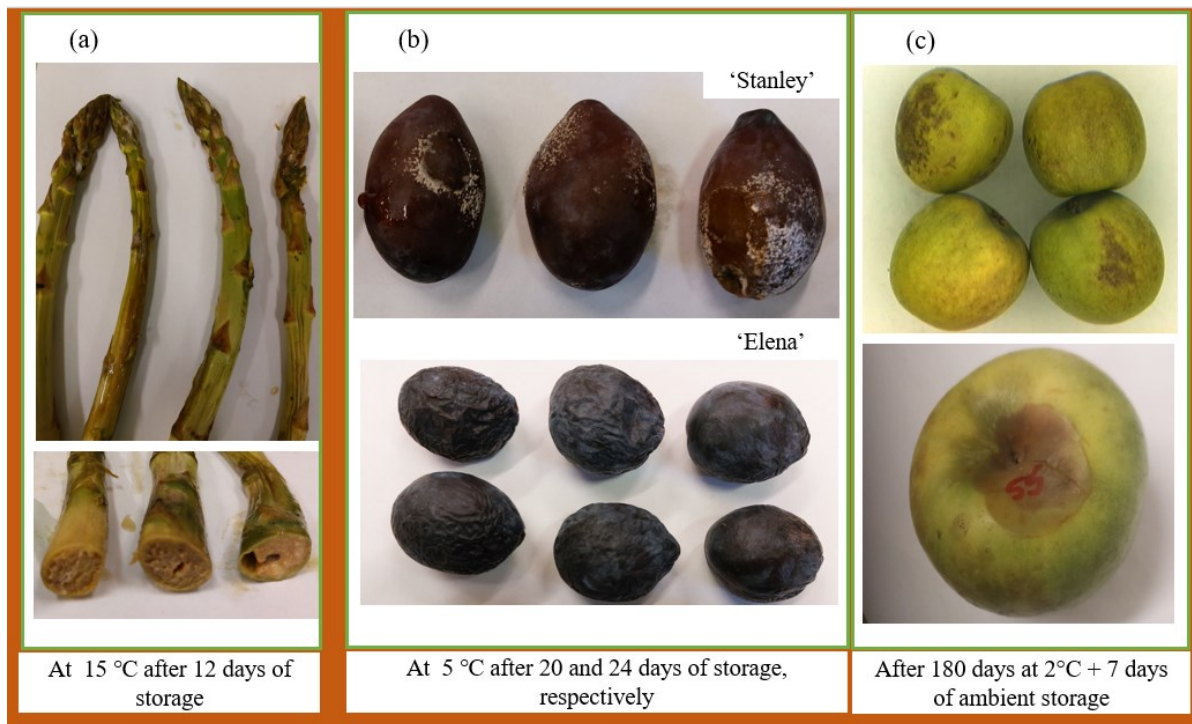 (a)
(b)
(c)
‘Stanley’
‘Elena’
55
At 15 °C after 12 days of
storage
At 5 °C after 20 and 24 days of storage,
respectively
After 180 days at 2°C + 7 days
of ambient storage